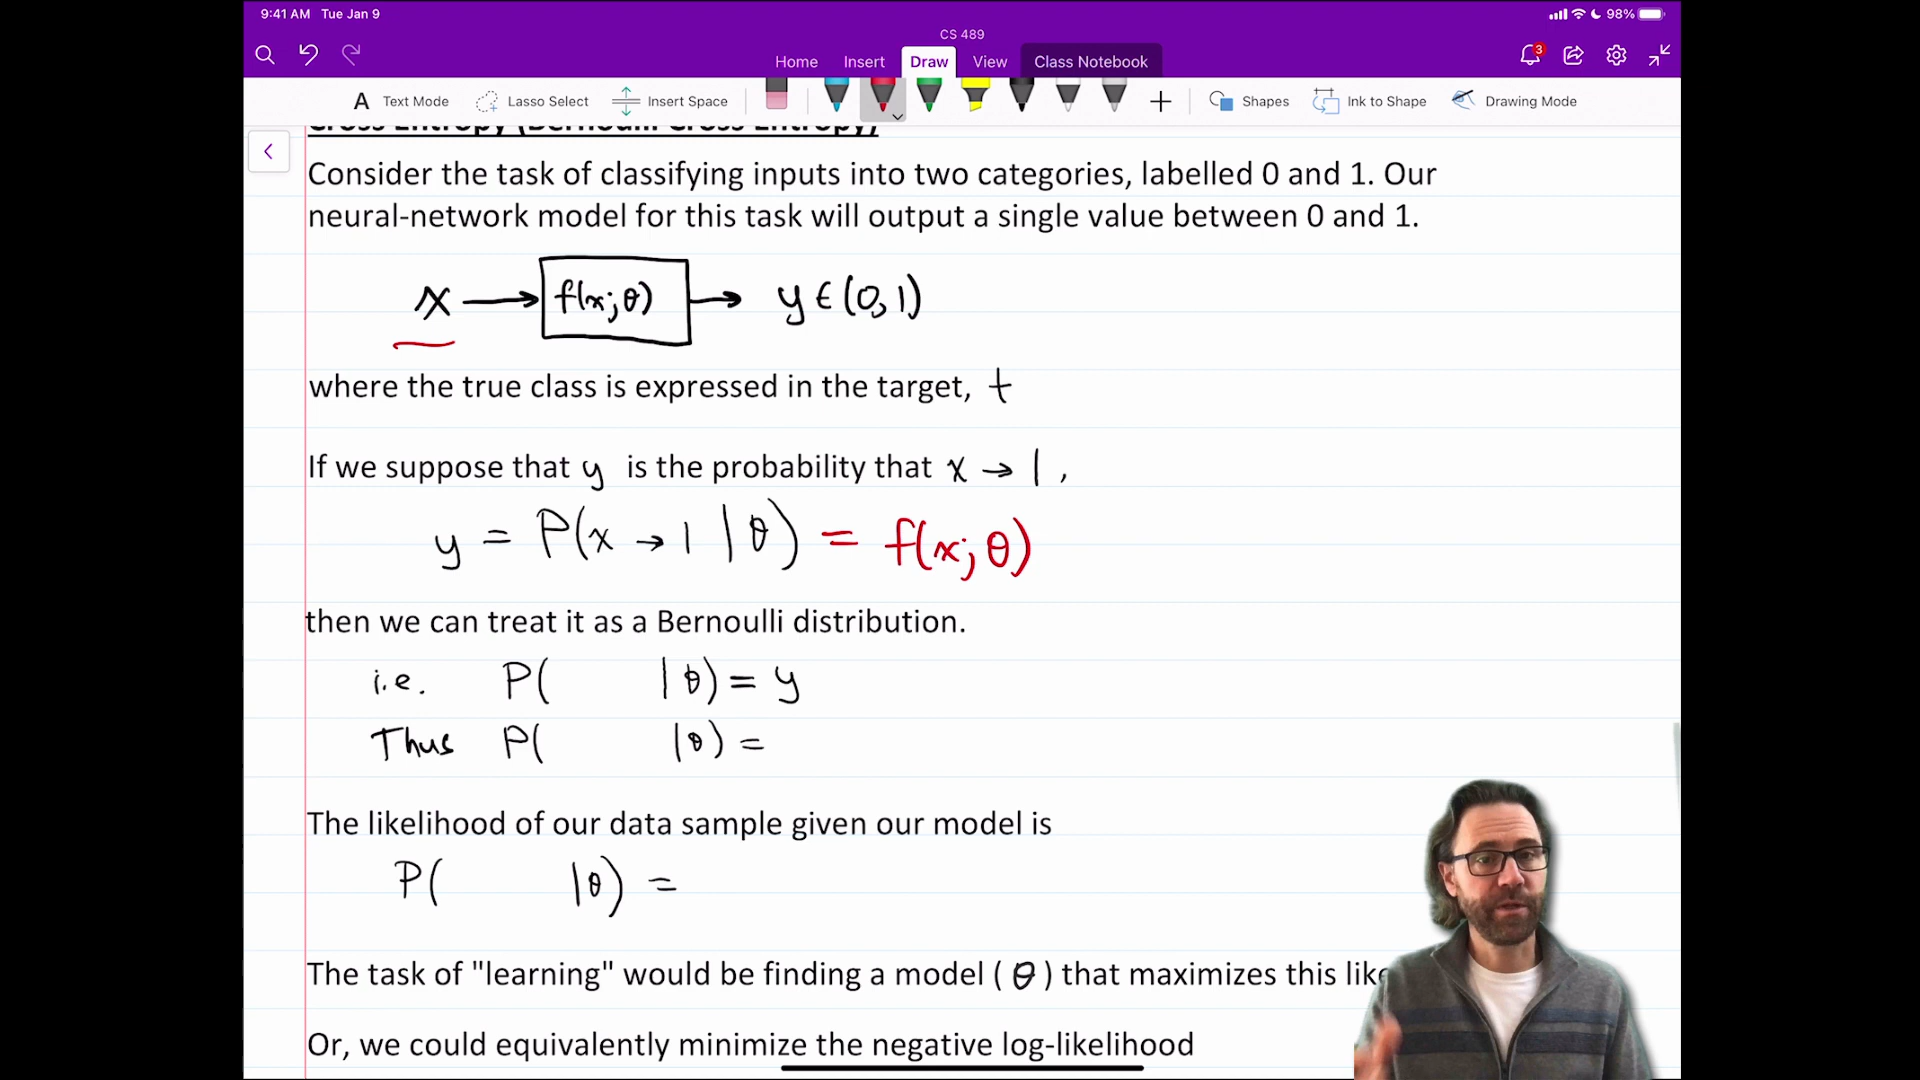 9:41 AM Tue Jan 9
98%
CS 489
Home Insert Draw View Class Notebook
3
Text Mode Lasso Select Insert Space Shapes Ink to Shape Drawing Mode
Cross Entropy (Bernoulli Cross Entropy)
Consider the task of classifying inputs into two categories, labelled 0 and 1. Our
neural-network model for this task will output a single value between 0 and 1.
x → f(x;θ) → y ∈ (0,1)
where the true class is expressed in the target, t
If we suppose that y is the probability that x → 1,
y = P(x → 1 | θ) = f(x;θ)
then we can treat it as a Bernoulli distribution.
i.e. P( | θ) = y
Thus P( | θ) =
The likelihood of our data sample given our model is
P( | θ) =
The task of "learning" would be finding a model ( θ ) that maximizes this
Or, we could equivalently minimize the negative log-likelihood